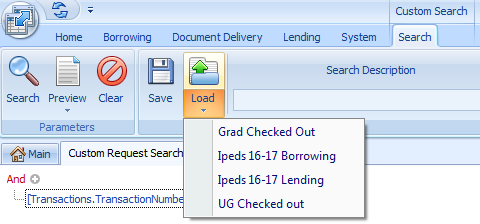 Custom Search
Home Borrowing Document Delivery Lending System Search
Search Preview Clear Save Load Search Description
Parameters
Grad Checked Out
Ipeds 16-17 Borrowing
Ipeds 16-17 Lending
UG Checked out
Main Custom Request Search
And
[Transactions.TransactionNumbe